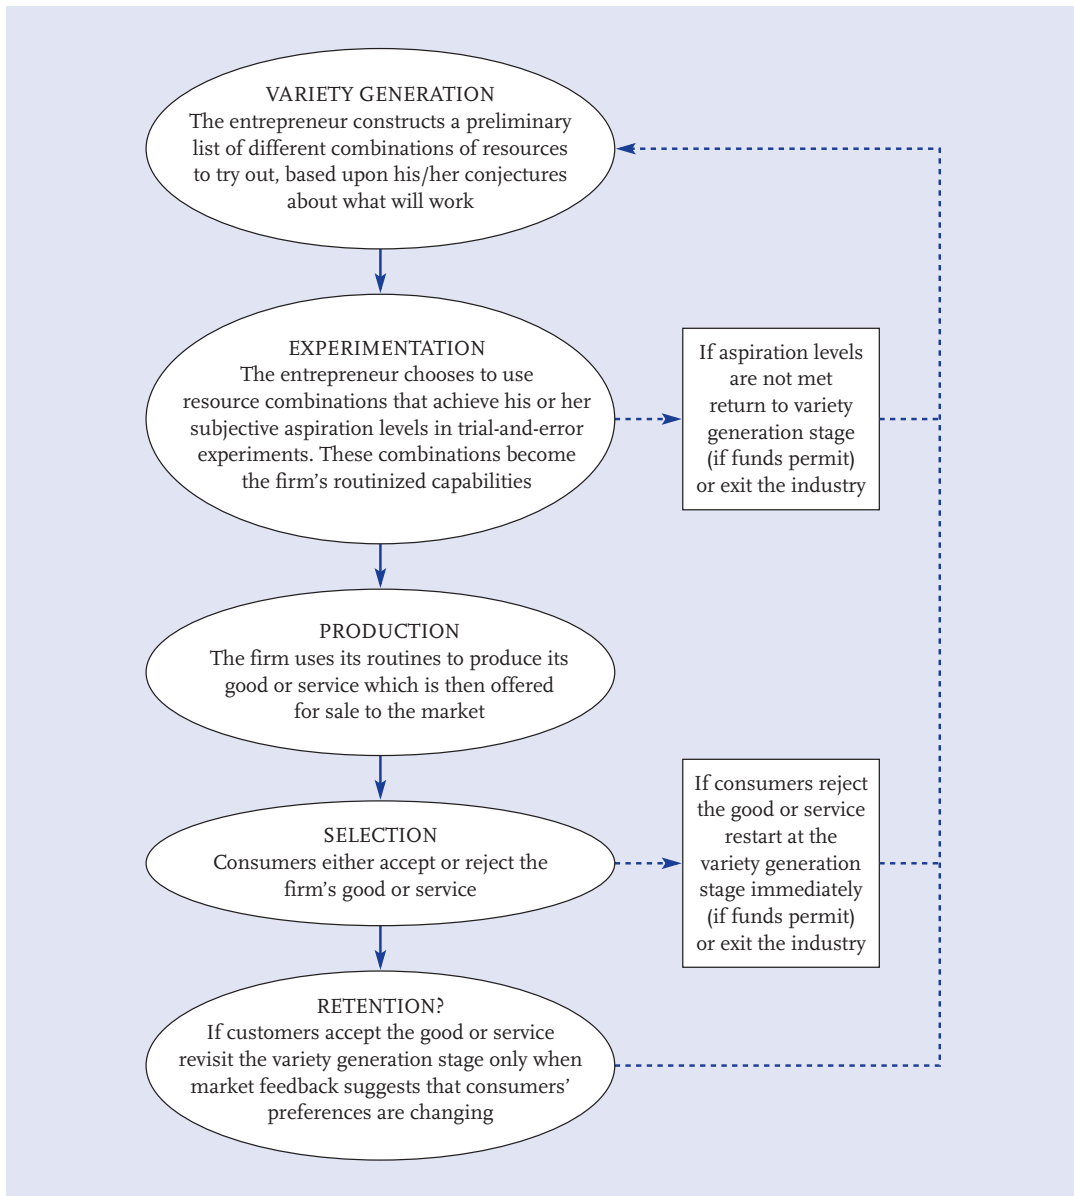 VARIETY GENERATION
The entrepreneur constructs a preliminary
list of different combinations of resources
to try out, based upon his/her conjectures
about what will work
EXPERIMENTATION
The entrepreneur chooses to use
resource combinations that achieve his or her
subjective aspiration levels in trial-and-error
experiments. These combinations become
the firm's routinized capabilities
If aspiration levels
are not met
return to variety
generation stage
(if funds permit)
or exit the industry
PRODUCTION
The firm uses its routines to produce its
good or service which is then offered
for sale to the market
SELECTION
Consumers either accept or reject the
firm's good or service
If consumers reject
the good or service
restart at the
variety generation
stage immediately
(if funds permit)
or exit the industry
RETENTION?
If customers accept the good or service
revisit the variety generation stage only when
market feedback suggests that consumers'
preferences are changing